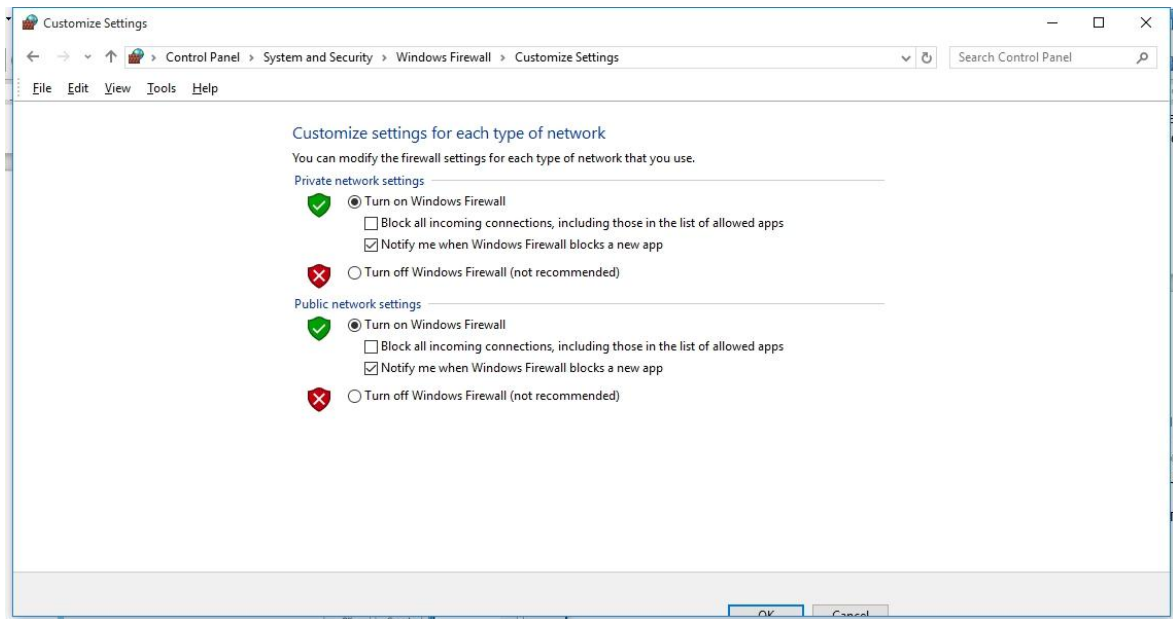 Customize Settings
Control Panel > System and Security > Windows Firewall > Customize Settings
Search Control Panel
File Edit View Tools Help
Customize settings for each type of network
You can modify the firewall settings for each type of network that you use.
Private network settings
Turn on Windows Firewall
Block all incoming connections, including those in the list of allowed apps
Notify me when Windows Firewall blocks a new app
Turn off Windows Firewall (not recommended)
Public network settings
Turn on Windows Firewall
Block all incoming connections, including those in the list of allowed apps
Notify me when Windows Firewall blocks a new app
Turn off Windows Firewall (not recommended)
OK Cancel